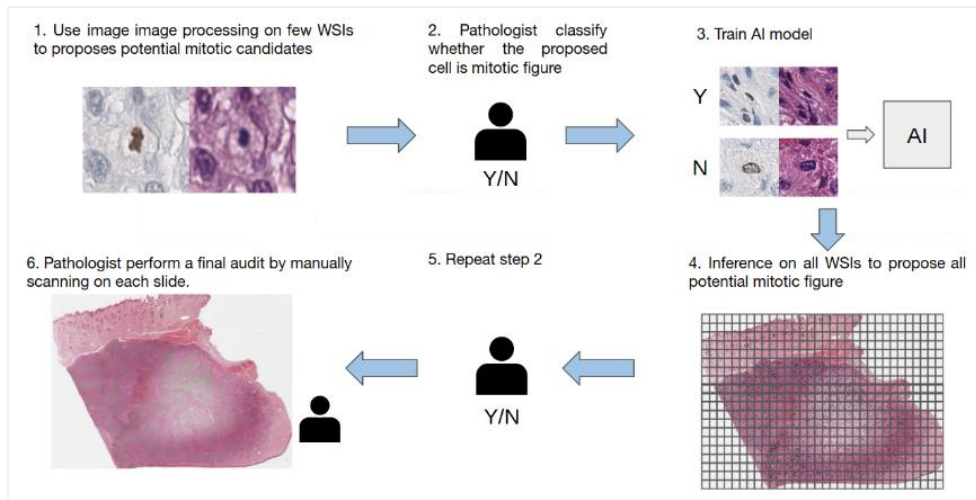 1. Use image image processing on few WSIs
to proposes potential mitotic candidates
2. Pathologist classify
whether the proposed
cell is mitotic figure
Y/N
3. Train AI model
Y
N
AI
4. Inference on all WSIs to propose all
potential mitotic figure
5. Repeat step 2
Y/N
6. Pathologist perform a final audit by manually
scanning on each slide.